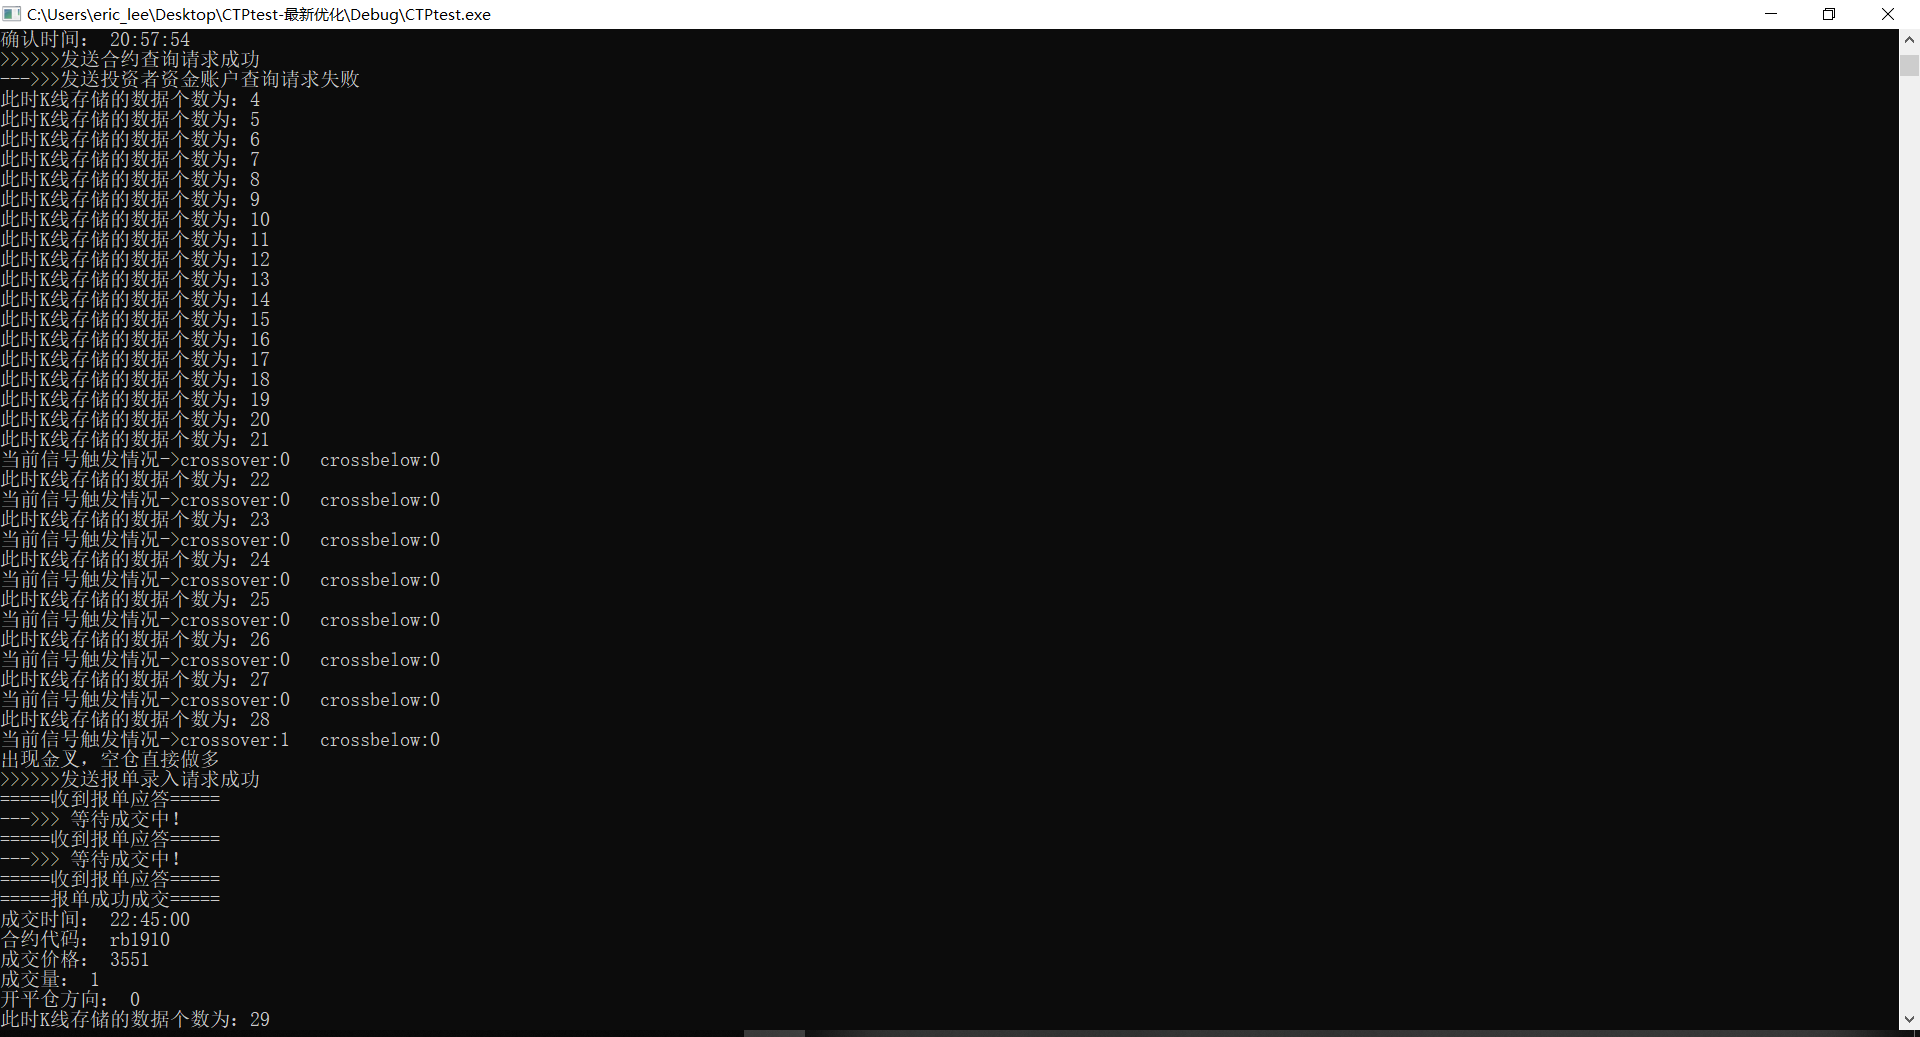 C:\Users\eric_lee\Desktop\CTPtest-最新优化\Debug\CTPtest.exe
确认时间： 20:57:54
>>>>>>发送合约查询请求成功
--->>>发送投资者资金账户查询请求失败
此时K线存储的数据个数为：4
此时K线存储的数据个数为：5
此时K线存储的数据个数为：6
此时K线存储的数据个数为：7
此时K线存储的数据个数为：8
此时K线存储的数据个数为：9
此时K线存储的数据个数为：10
此时K线存储的数据个数为：11
此时K线存储的数据个数为：12
此时K线存储的数据个数为：13
此时K线存储的数据个数为：14
此时K线存储的数据个数为：15
此时K线存储的数据个数为：16
此时K线存储的数据个数为：17
此时K线存储的数据个数为：18
此时K线存储的数据个数为：19
此时K线存储的数据个数为：20
此时K线存储的数据个数为：21
当前信号触发情况->crossover:0   crossbelow:0
此时K线存储的数据个数为：22
当前信号触发情况->crossover:0   crossbelow:0
此时K线存储的数据个数为：23
当前信号触发情况->crossover:0   crossbelow:0
此时K线存储的数据个数为：24
当前信号触发情况->crossover:0   crossbelow:0
此时K线存储的数据个数为：25
当前信号触发情况->crossover:0   crossbelow:0
此时K线存储的数据个数为：26
当前信号触发情况->crossover:0   crossbelow:0
此时K线存储的数据个数为：27
当前信号触发情况->crossover:0   crossbelow:0
此时K线存储的数据个数为：28
当前信号触发情况->crossover:1   crossbelow:0
出现金叉，空仓直接做多
>>>>>>发送报单录入请求成功
=====收到报单应答=====
--->>> 等待成交中！
=====收到报单应答=====
--->>> 等待成交中！
=====收到报单应答=====
=====报单成功成交=====
成交时间： 22:45:00
合约代码： rb1910
成交价格： 3551
成交量： 1
开平仓方向： 0
此时K线存储的数据个数为：29